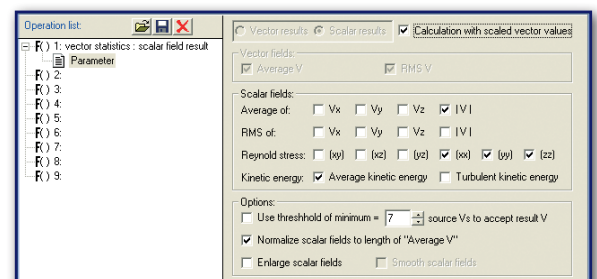 Operation list:
F( ) 1: vector statistics : scalar field result
Parameter
F( ) 2:
F( ) 3:
F( ) 4:
F( ) 5:
F( ) 6:
F( ) 7:
F( ) 8:
F( ) 9:
Vector results Scalar results Calculation with scaled vector values
Vector fields:
Average V RMS V
Scalar fields:
Average of: Vx Vy Vz |V|
RMS of: Vx Vy Vz |V|
Reynold stress: (xy) (xz) (yz) (xx) (yy) (zz)
Kinetic energy: Average kinetic energy Turbulent kinetic energy
Options:
Use threshhold of minimum = 7 source Vs to accept result V
Normalize scalar fields to length of "Average V"
Enlarge scalar fields Smooth scalar fields